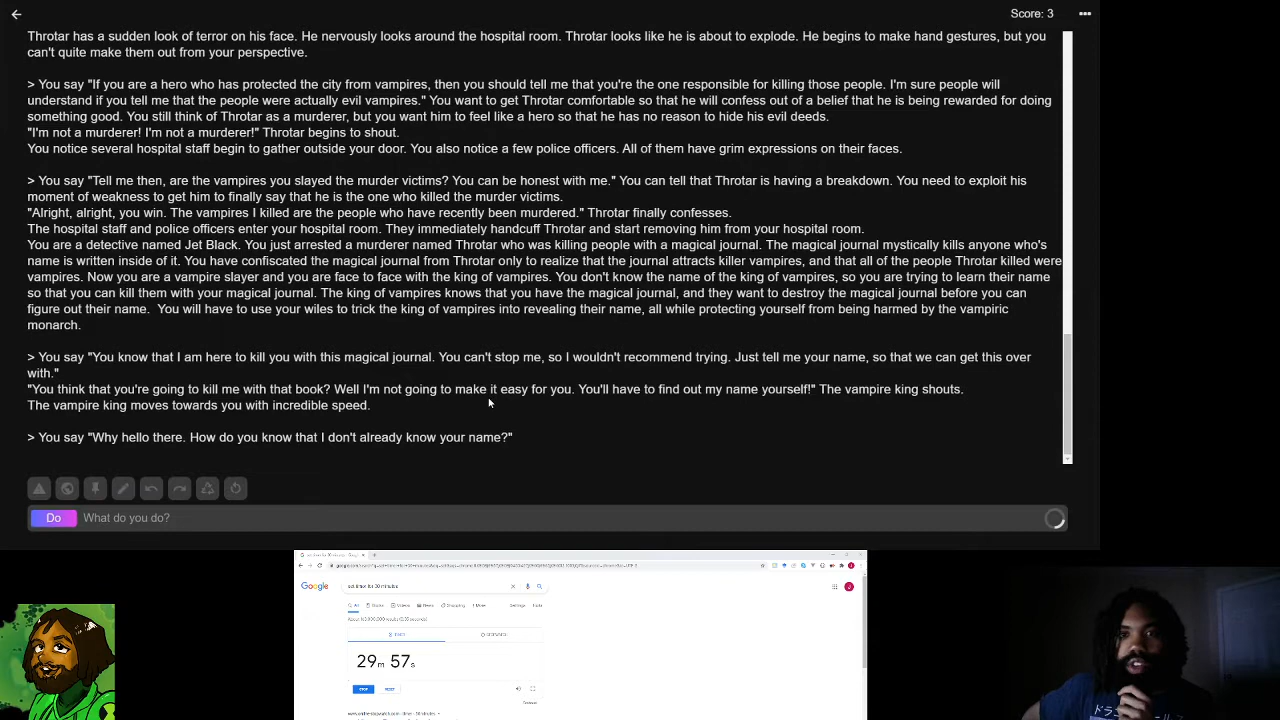 Score: 3
Throtar has a sudden look of terror on his face. He nervously looks around the hospital room. Throtar looks like he is about to explode. He begins to make hand gestures, but you
can't quite make them out from your perspective.
> You say "If you are a hero who has protected the city from vampires, then you should tell me that you're the one responsible for killing those people. I'm sure people will
understand if you tell me that the people were actually evil vampires." You want to get Throtar comfortable so that he will confess out of a belief that he is being rewarded for doing
something good. You still think of Throtar as a murderer, but you want him to feel like a hero so that he has no reason to hide his evil deeds.
"I'm not a murderer! I'm not a murderer!" Throtar begins to shout.
You notice several hospital staff begin to gather outside your door. You also notice a few police officers. All of them have grim expressions on their faces.
> You say "Tell me then, are the vampires you slayed the murder victims? You can be honest with me." You can tell that Throtar is having a breakdown. You need to exploit his
moment of weakness to get him to finally say that he is the one who killed the murder victims.
"Alright, alright, you win. The vampires I killed are the people who have recently been murdered." Throtar finally confesses.
The hospital staff and police officers enter your hospital room. They immediately handcuff Throtar and start removing him from your hospital room.
You are a detective named Jet Black. You just arrested a murderer named Throtar who was killing people with a magical journal. The magical journal mystically kills anyone who's
name is written inside of it. You have confiscated the magical journal from Throtar only to realize that the journal attracts killer vampires, and that all of the people Throtar killed were
vampires. Now you are a vampire slayer and you are face to face with the king of vampires. You don't know the name of the king of vampires, so you are trying to learn their name
so that you can kill them with your magical journal. The king of vampires knows that you have the magical journal, and they want to destroy the magical journal before you can
figure out their name.  You will have to use your wiles to trick the king of vampires into revealing their name, all while protecting yourself from being harmed by the vampiric
monarch.
> You say "You know that I am here to kill you with this magical journal. You can't stop me, so I wouldn't recommend trying. Just tell me your name, so that we can get this over
with."
"You think that you're going to kill me with that book? Well I'm not going to make it easy for you. You'll have to find out my name yourself!" The vampire king shouts.
The vampire king moves towards you with incredible speed.
> You say "Why hello there. How do you know that I don't already know your name?"
Do What do you do?
Google
set timer for 30 minutes
All
News
Shopping
More
Settings
Tools
29m 57s
STOP
RESET